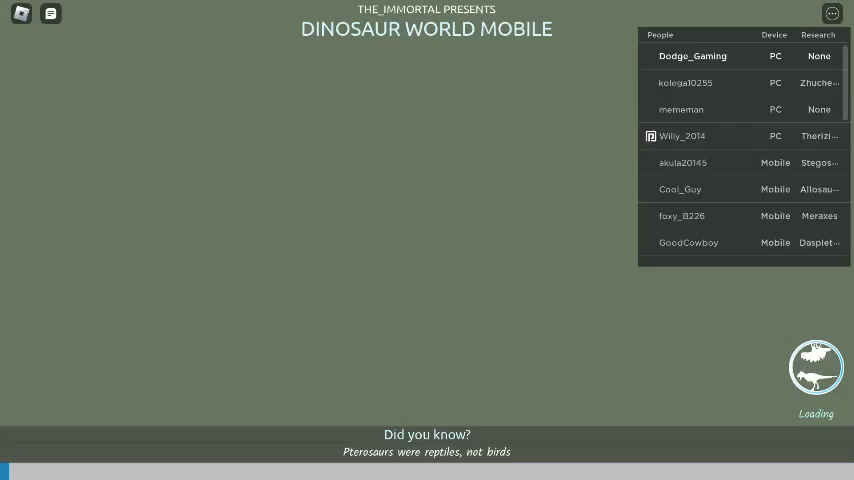 THE_IMMORTAL PRESENTS
DINOSAUR WORLD MOBILE
People Device Research
Dodge_Gaming PC None
kolega10255 PC Zhuche...
mememan PC None
Willy_2014 PC Therizi...
akula20145 Mobile Stegos...
Cool_Guy Mobile Allosau...
foxy_B226 Mobile Meraxes
GoodCowboy Mobile Dasplet...
Loading
Did you know?
Pterosaurs were reptiles, not birds